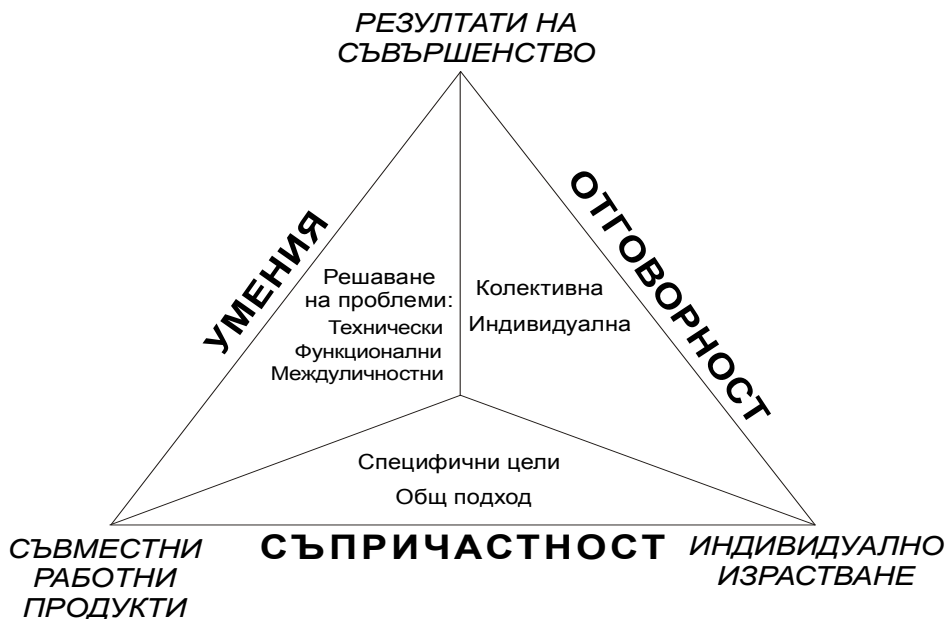 РЕЗУЛТАТИ НА
СЪВЪРШЕНСТВО
УМЕНИЯ
ОТГОВОРНОСТ
Решаване
на проблеми:
Технически
Функционални
Междуличностни
Колективна
Индивидуална
Специфични цели
Общ подход
СЪВМЕСТНИ
РАБОТНИ
ПРОДУКТИ
СЪПРИЧАСТНОСТ
ИНДИВИДУАЛНО
ИЗРАСТВАНЕ